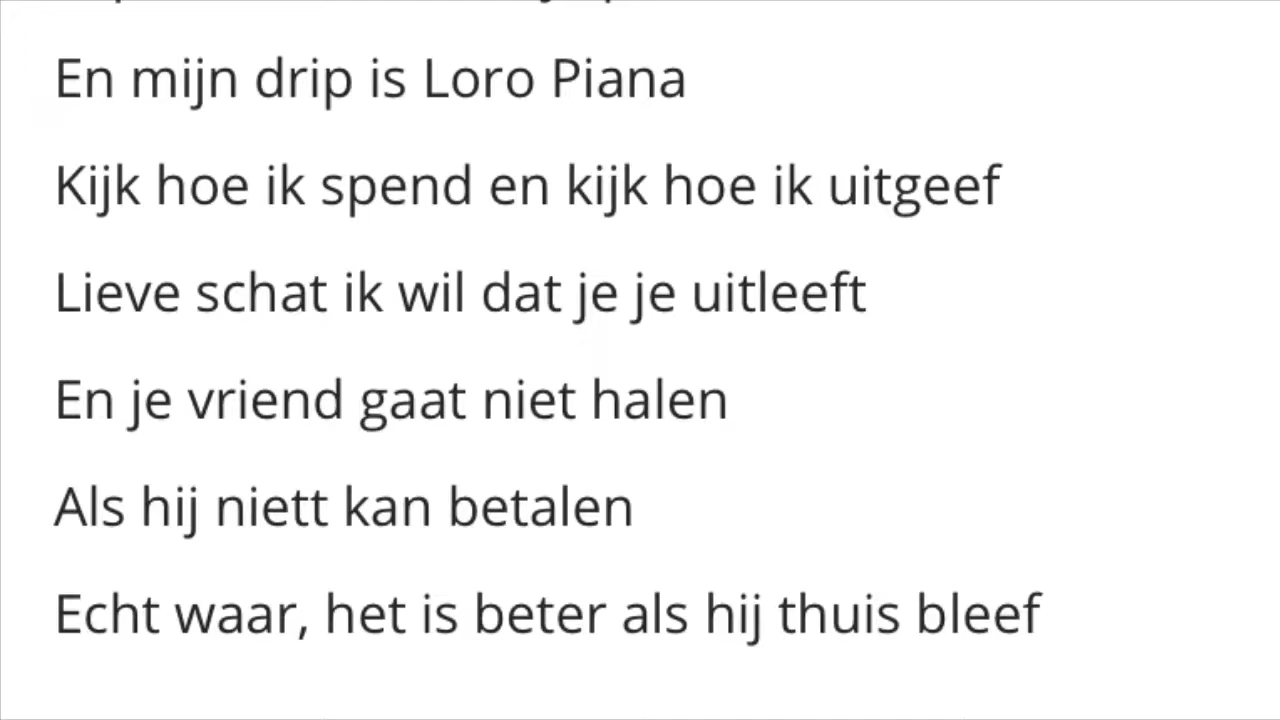 En mijn drip is Loro Piana
Kijk hoe ik spend en kijk hoe ik uitgeef
Lieve schat ik wil dat je je uitleeft
En je vriend gaat niet halen
Als hij niett kan betalen
Echt waar, het is beter als hij thuis bleef